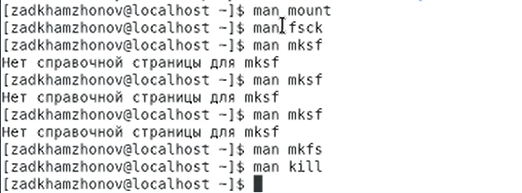 [zadkhamzhonov@localhost ~]$ man mount
[zadkhamzhonov@localhost ~]$ man fsck
[zadkhamzhonov@localhost ~]$ man mksf
Нет справочной страницы для mksf
[zadkhamzhonov@localhost ~]$ man mksf
Нет справочной страницы для mksf
[zadkhamzhonov@localhost ~]$ man mksf
Нет справочной страницы для mksf
[zadkhamzhonov@localhost ~]$ man mkfs
[zadkhamzhonov@localhost ~]$ man kill
[zadkhamzhonov@localhost ~]$